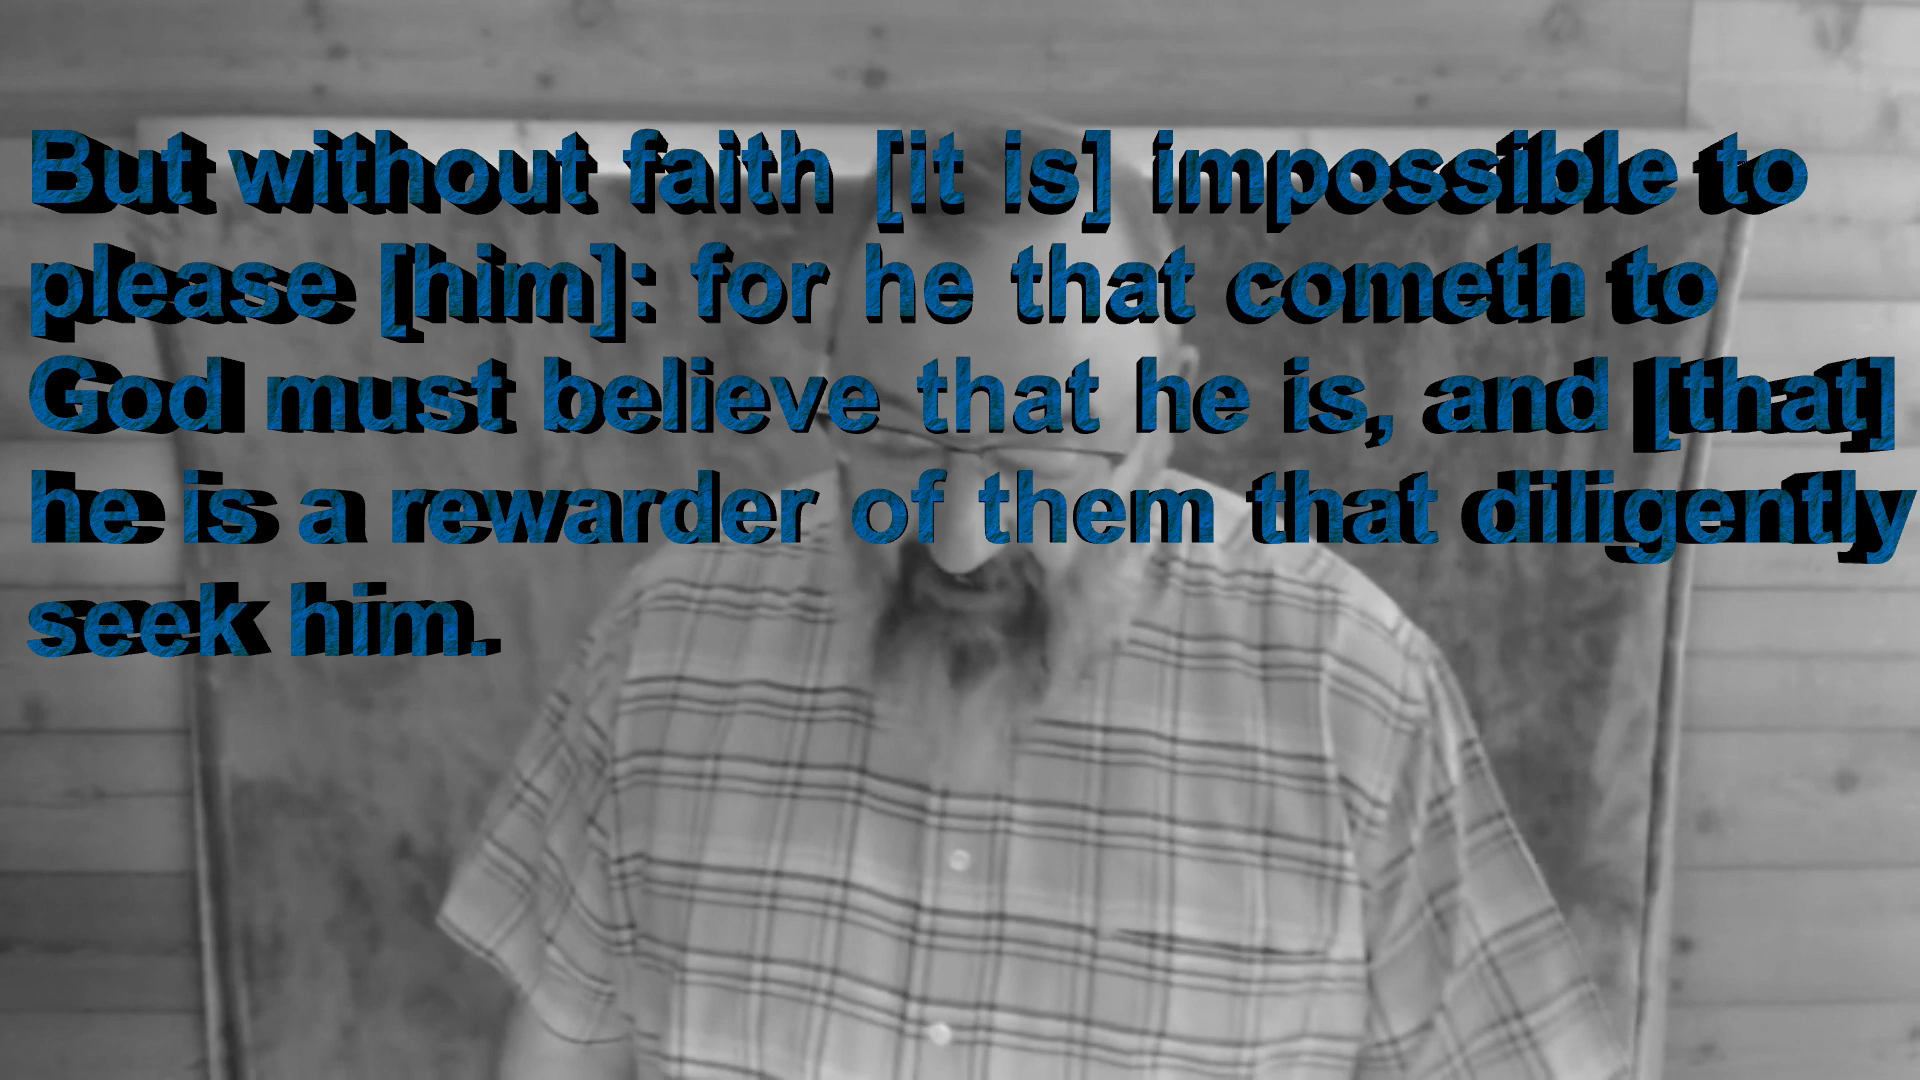 But without faith [it is] impossible to
please [him]: for he that cometh to
God must believe that he is, and [that]
he is a rewarder of them that diligently
seek him.